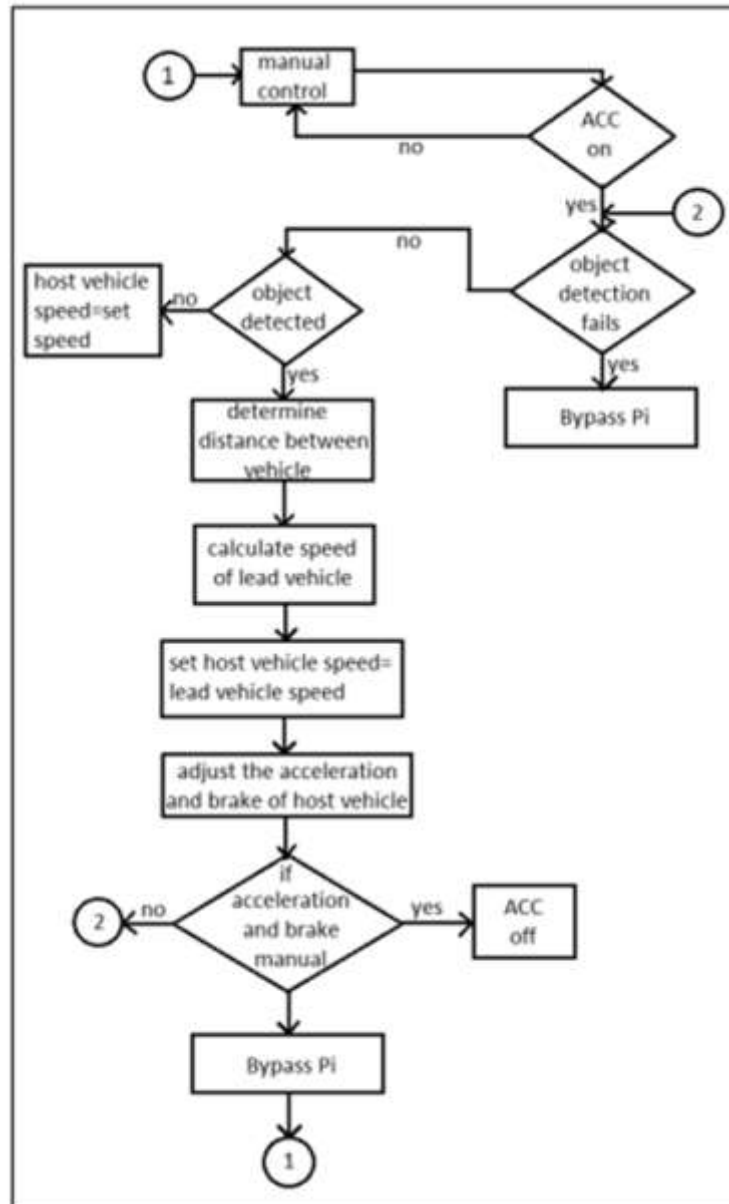 1
manual
control
ACC
on
no
yes
2
no
object
detection
fails
host vehicle
speed=set
speed
no
object
detected
yes
yes
Bypass Pi
determine
distance between
vehicle
calculate speed
of lead vehicle
set host vehicle speed=
lead vehicle speed
adjust the acceleration
and brake of host vehicle
if
acceleration
and brake
manual
2
no
yes
ACC
off
Bypass Pi
1